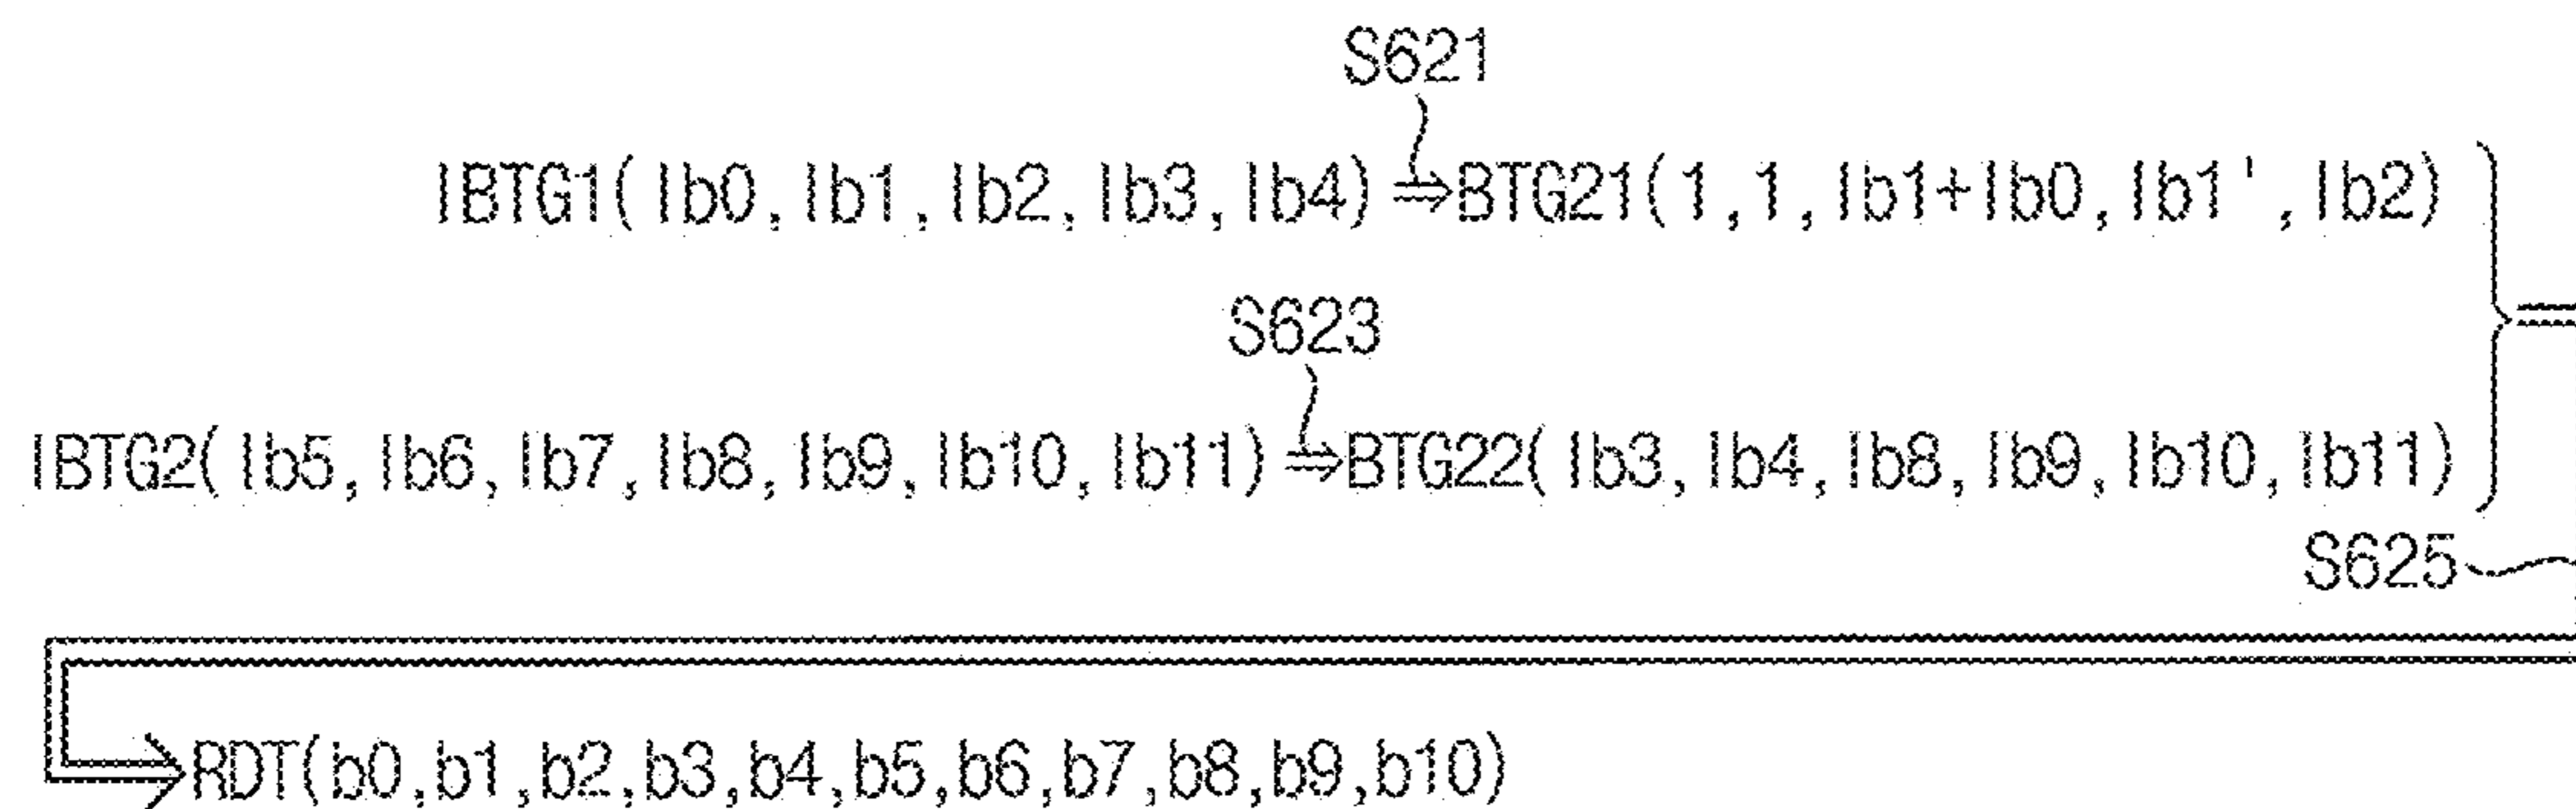 S621
IBTG1(Ib0,Ib1,Ib2,Ib3,Ib4)⇒BTG21(1,1,Ib1+Ib0,Ib1',Ib2)
S623
IBTG2(Ib5,Ib6,Ib7,Ib8,Ib9,Ib10,Ib11)⇒BTG22(Ib3,Ib4,Ib8,Ib9,Ib10,Ib11)
S625
RDT(b0,b1,b2,b3,b4,b5,b6,b7,b8,b9,b10)